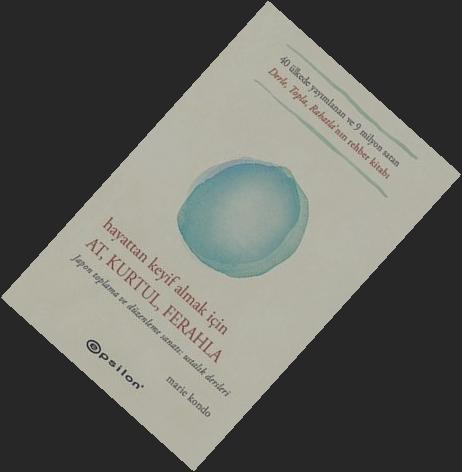 40 ülkede yayımlanan ve 9 milyon satan
Derle, Topla, Rahatla'nın rehber kitabı
hayattan keyif almak için
AT, KURTUL, FERAHLA
Japon toplama ve düzenleme sanatı: ustalık dersleri
marie kondo
epsilon